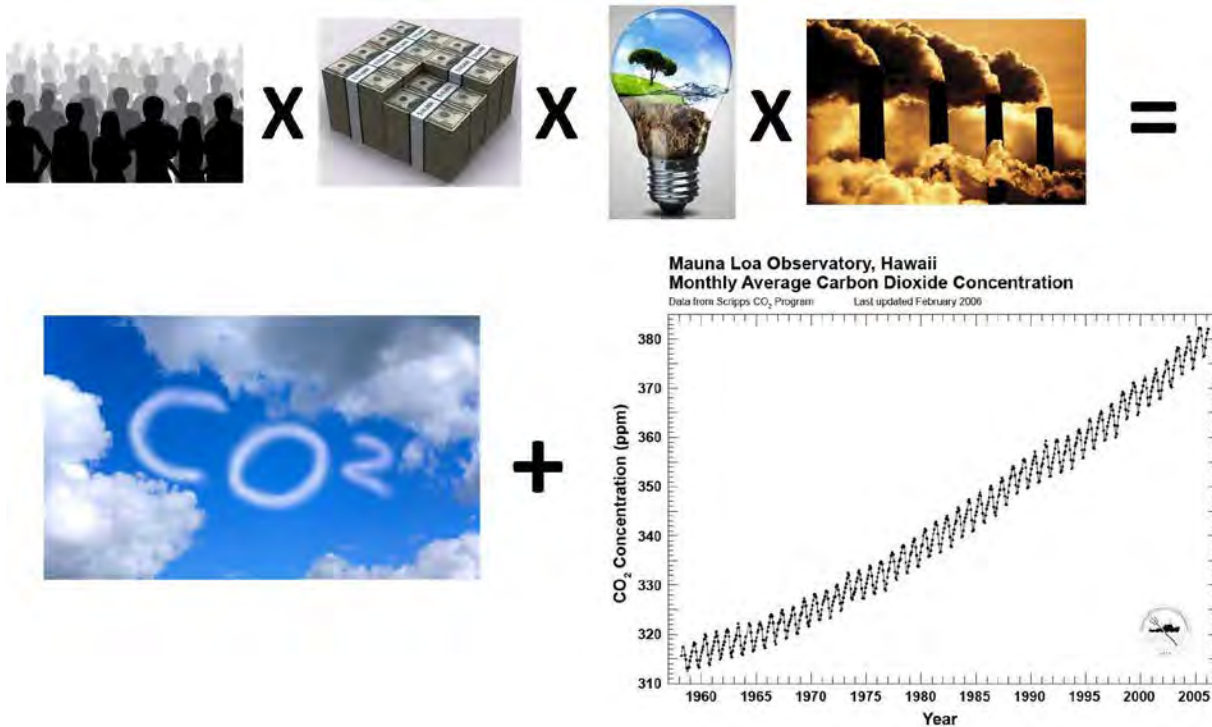 X X X =
Mauna Loa Observatory, Hawaii
Monthly Average Carbon Dioxide Concentration
Data from Scripps CO₂ Program Last updated February 2006
CO2
+
CO₂ Concentration (ppm)
380
370
360
350
340
330
320
310
1960 1965 1970 1975 1980 1985 1990 1995 2000 2005
Year